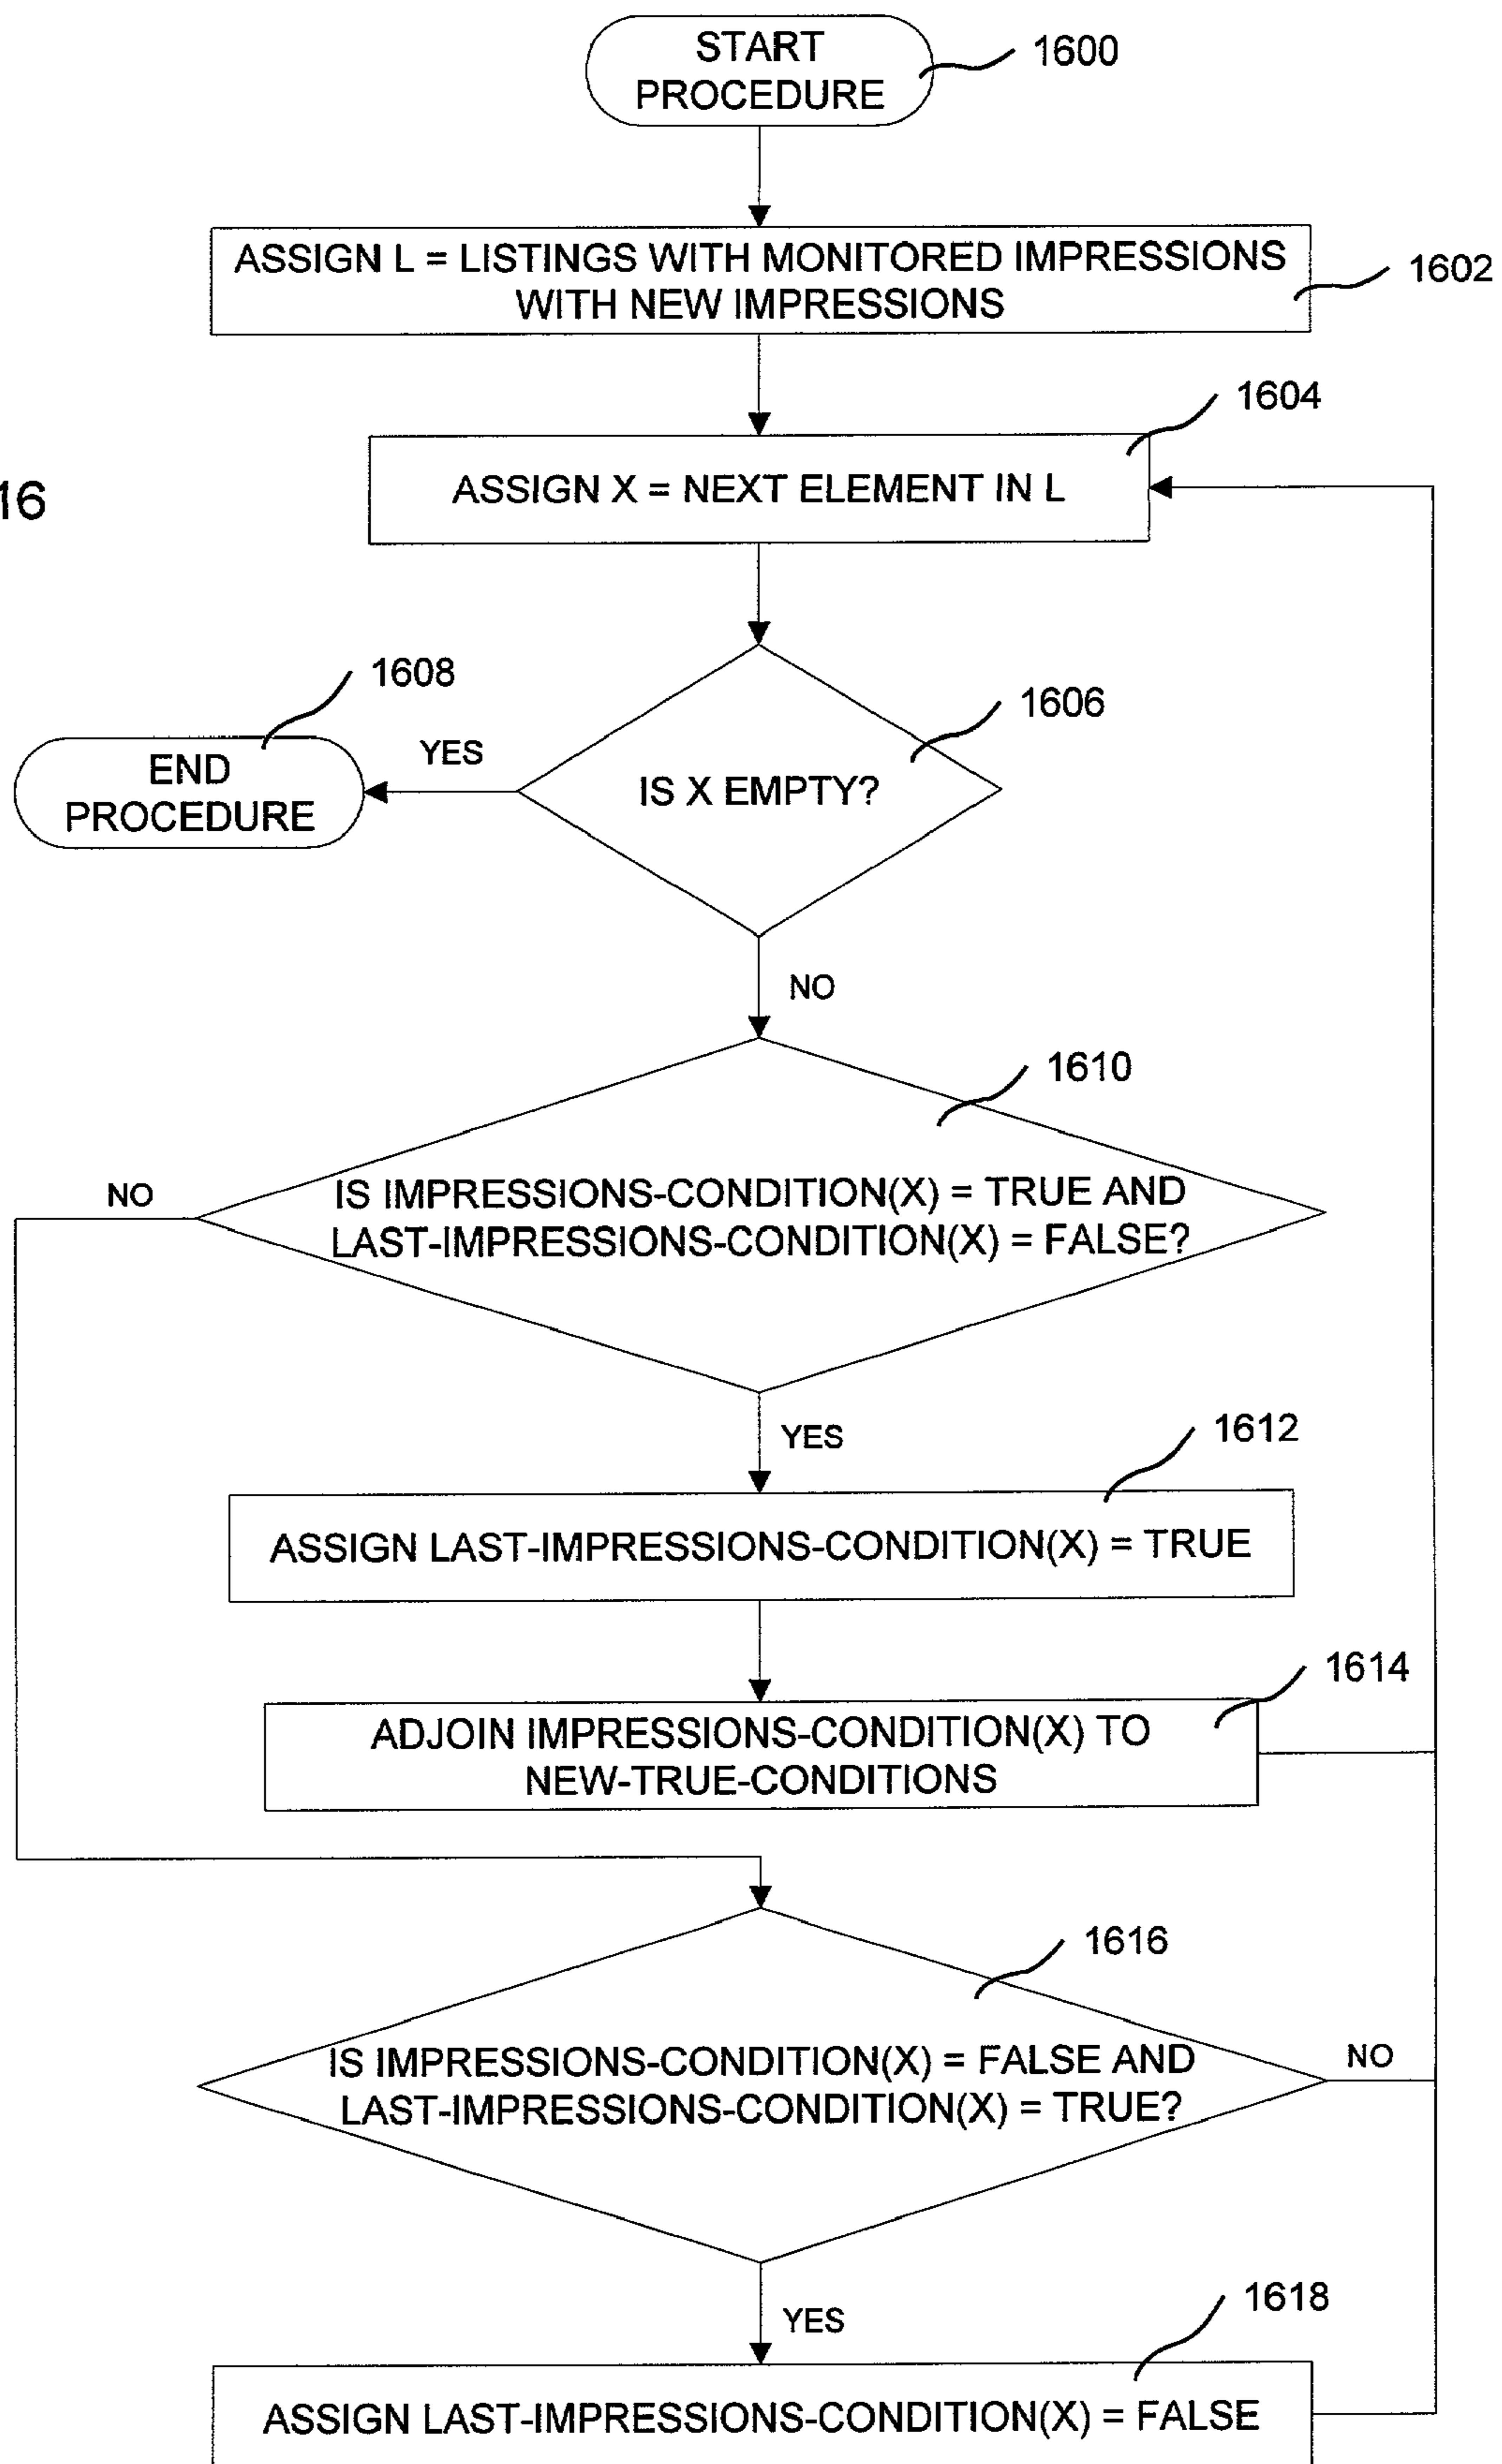 START
PROCEDURE
1600
ASSIGN L = LISTINGS WITH MONITORED IMPRESSIONS
WITH NEW IMPRESSIONS
1602
1604
ASSIGN X = NEXT ELEMENT IN L
16
1608
END
PROCEDURE
YES
1606
IS X EMPTY?
NO
1610
NO
IS IMPRESSIONS-CONDITION(X) = TRUE AND
LAST-IMPRESSIONS-CONDITION(X) = FALSE?
YES
1612
ASSIGN LAST-IMPRESSIONS-CONDITION(X) = TRUE
1614
ADJOIN IMPRESSIONS-CONDITION(X) TO
NEW-TRUE-CONDITIONS
1616
IS IMPRESSIONS-CONDITION(X) = FALSE AND
LAST-IMPRESSIONS-CONDITION(X) = TRUE?
NO
YES
1618
ASSIGN LAST-IMPRESSIONS-CONDITION(X) = FALSE